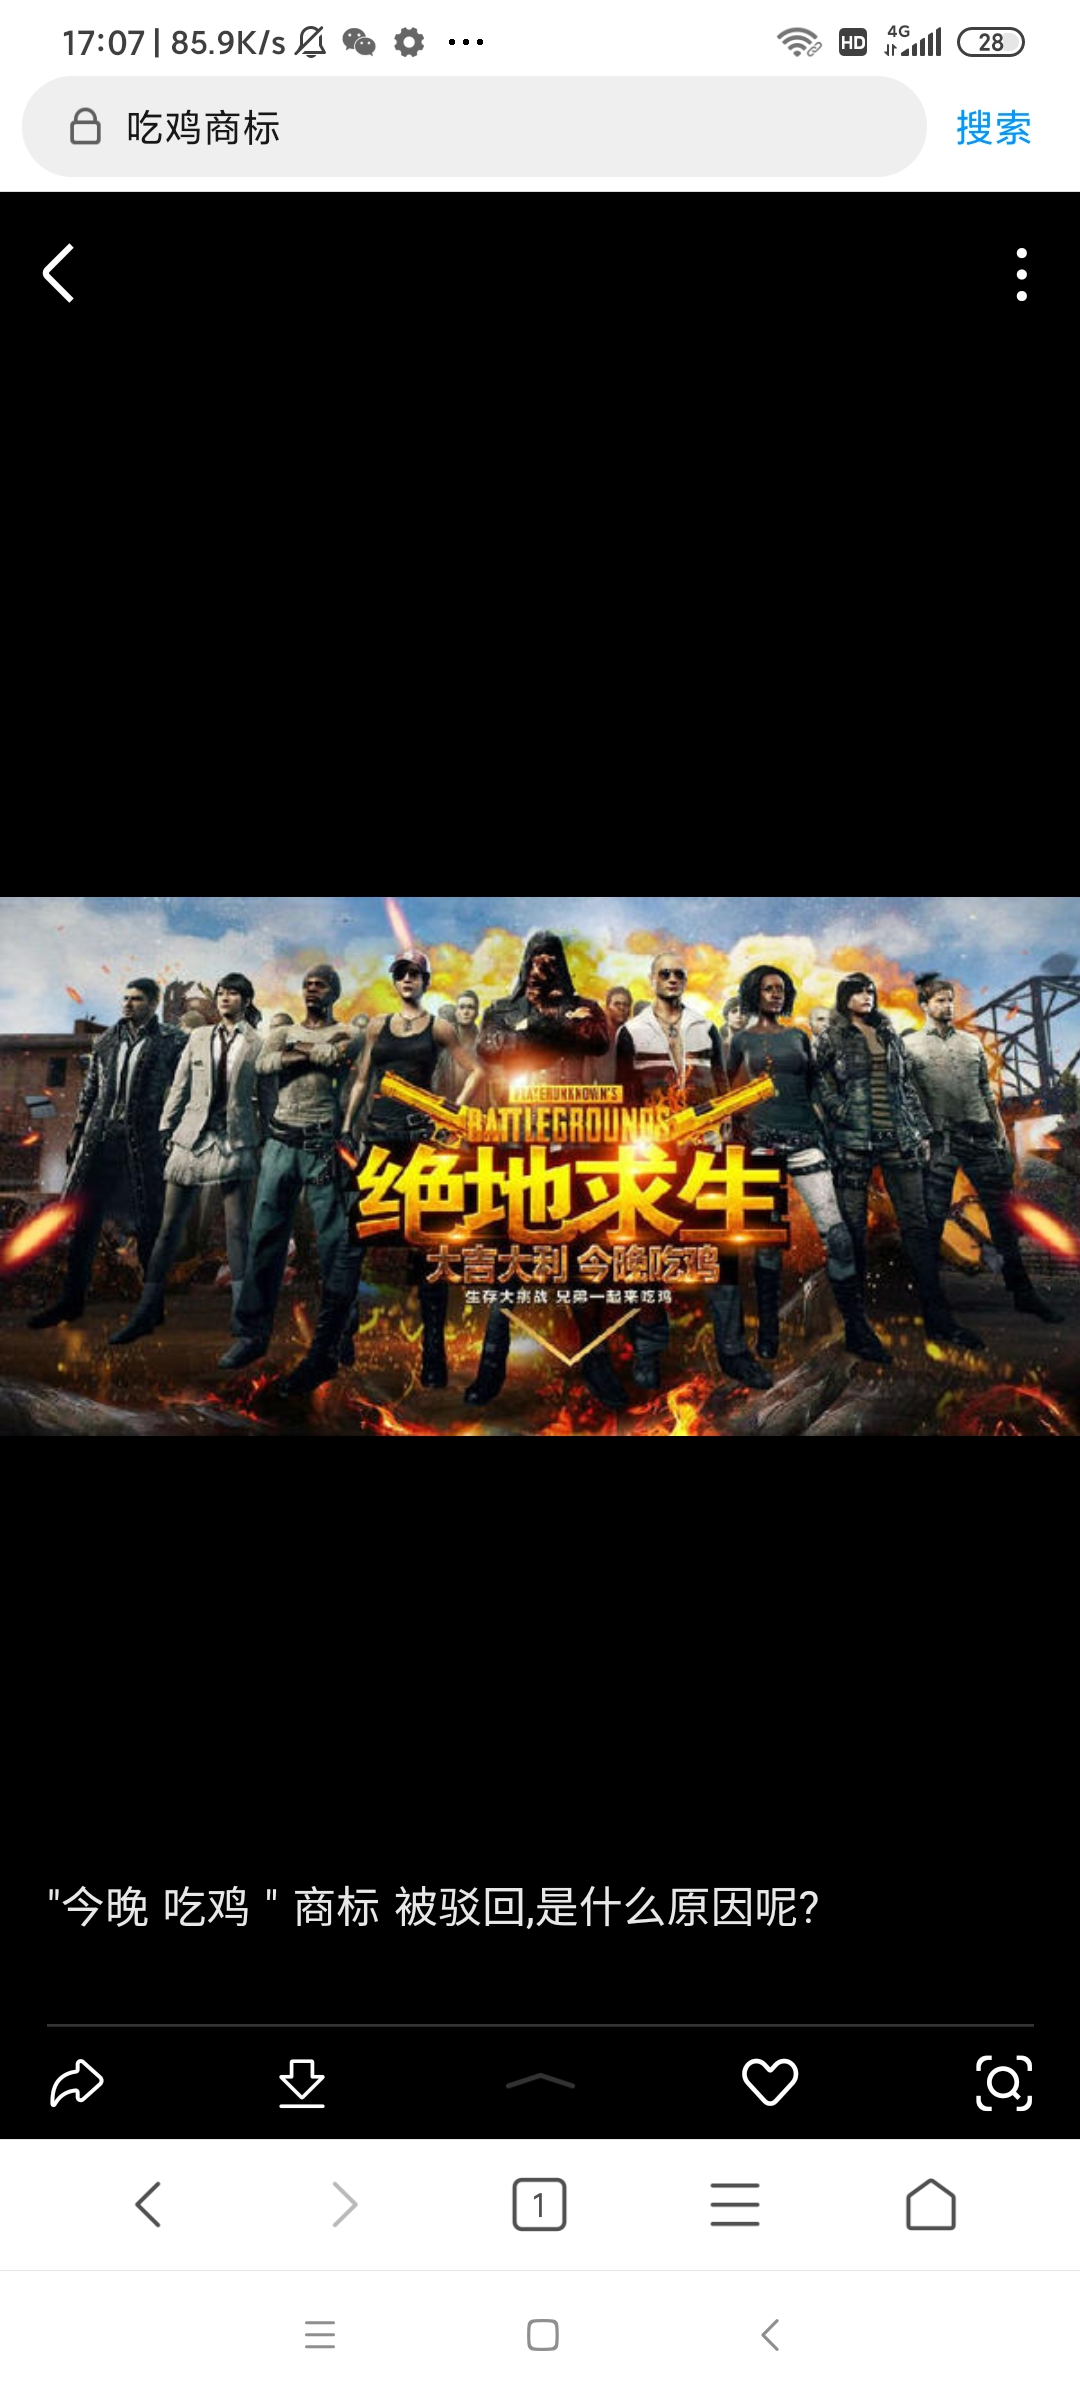 17:07 | 85.9K/s
HD
4G
28
吃鸡商标
搜索
PLAYERUNKNOWN'S
BATTLEGROUNDS
绝地求生
大吉大利 今晚吃鸡
生存大挑战 兄弟一起来吃鸡
"今晚 吃鸡 " 商标 被驳回,是什么原因呢?
1